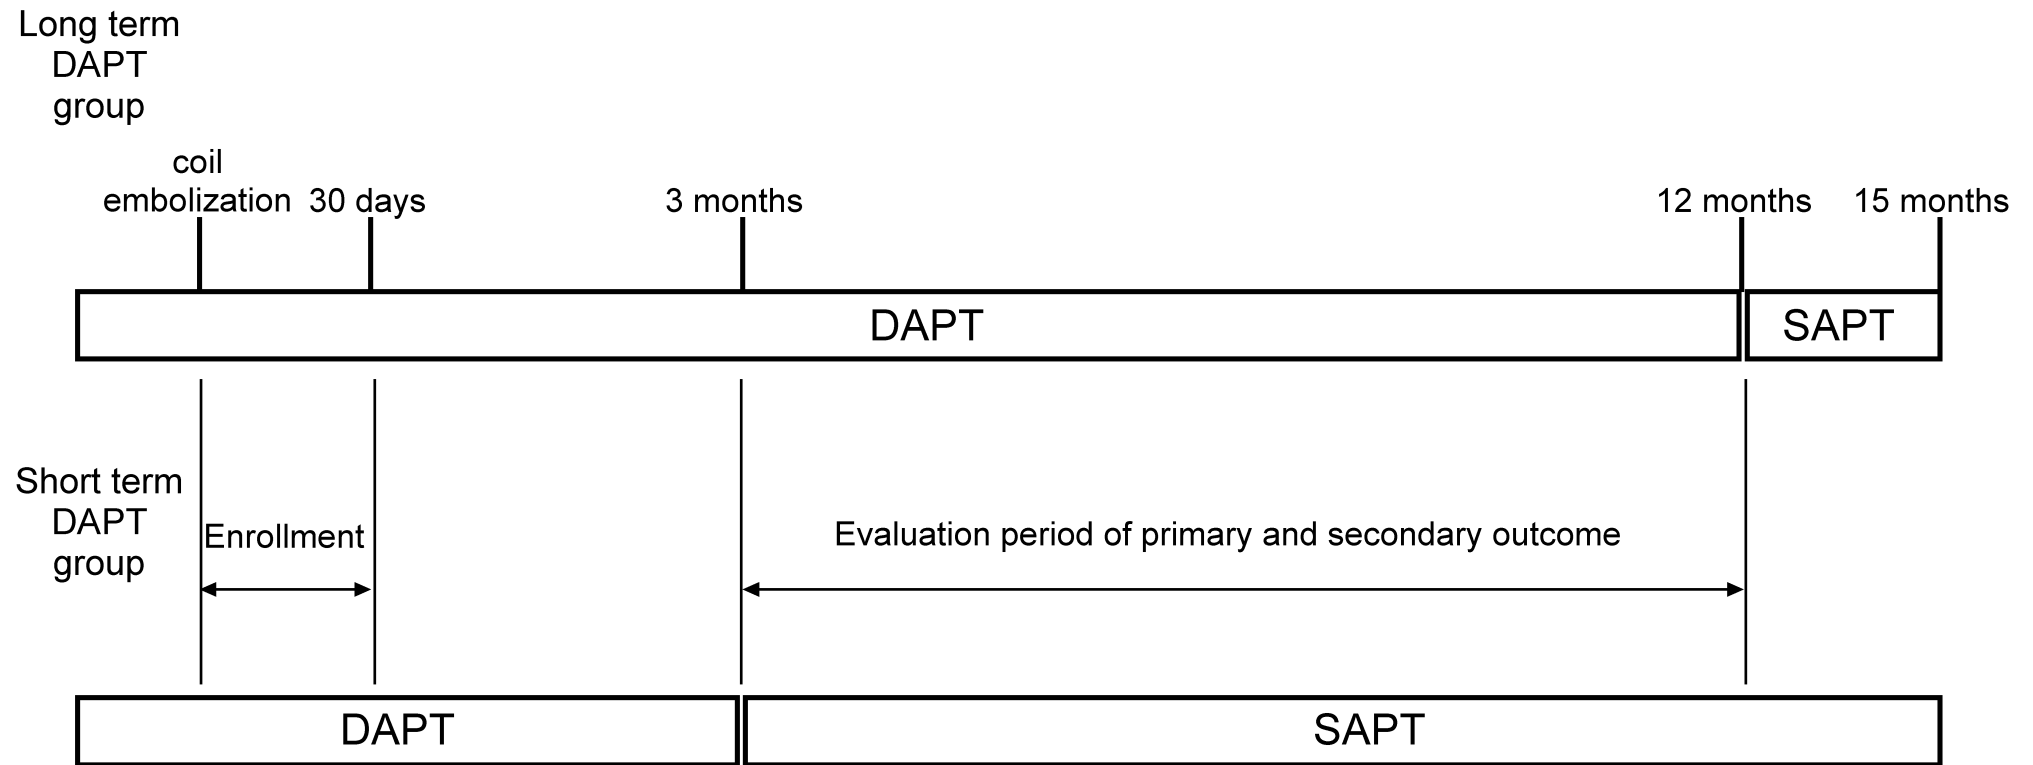 Long term
DAPT
group
coil
embolization
30 days
3 months
12 months
15 months
DAPT
SAPT
Short term
DAPT
group
Enrollment
Evaluation period of primary and secondary outcome
DAPT
SAPT